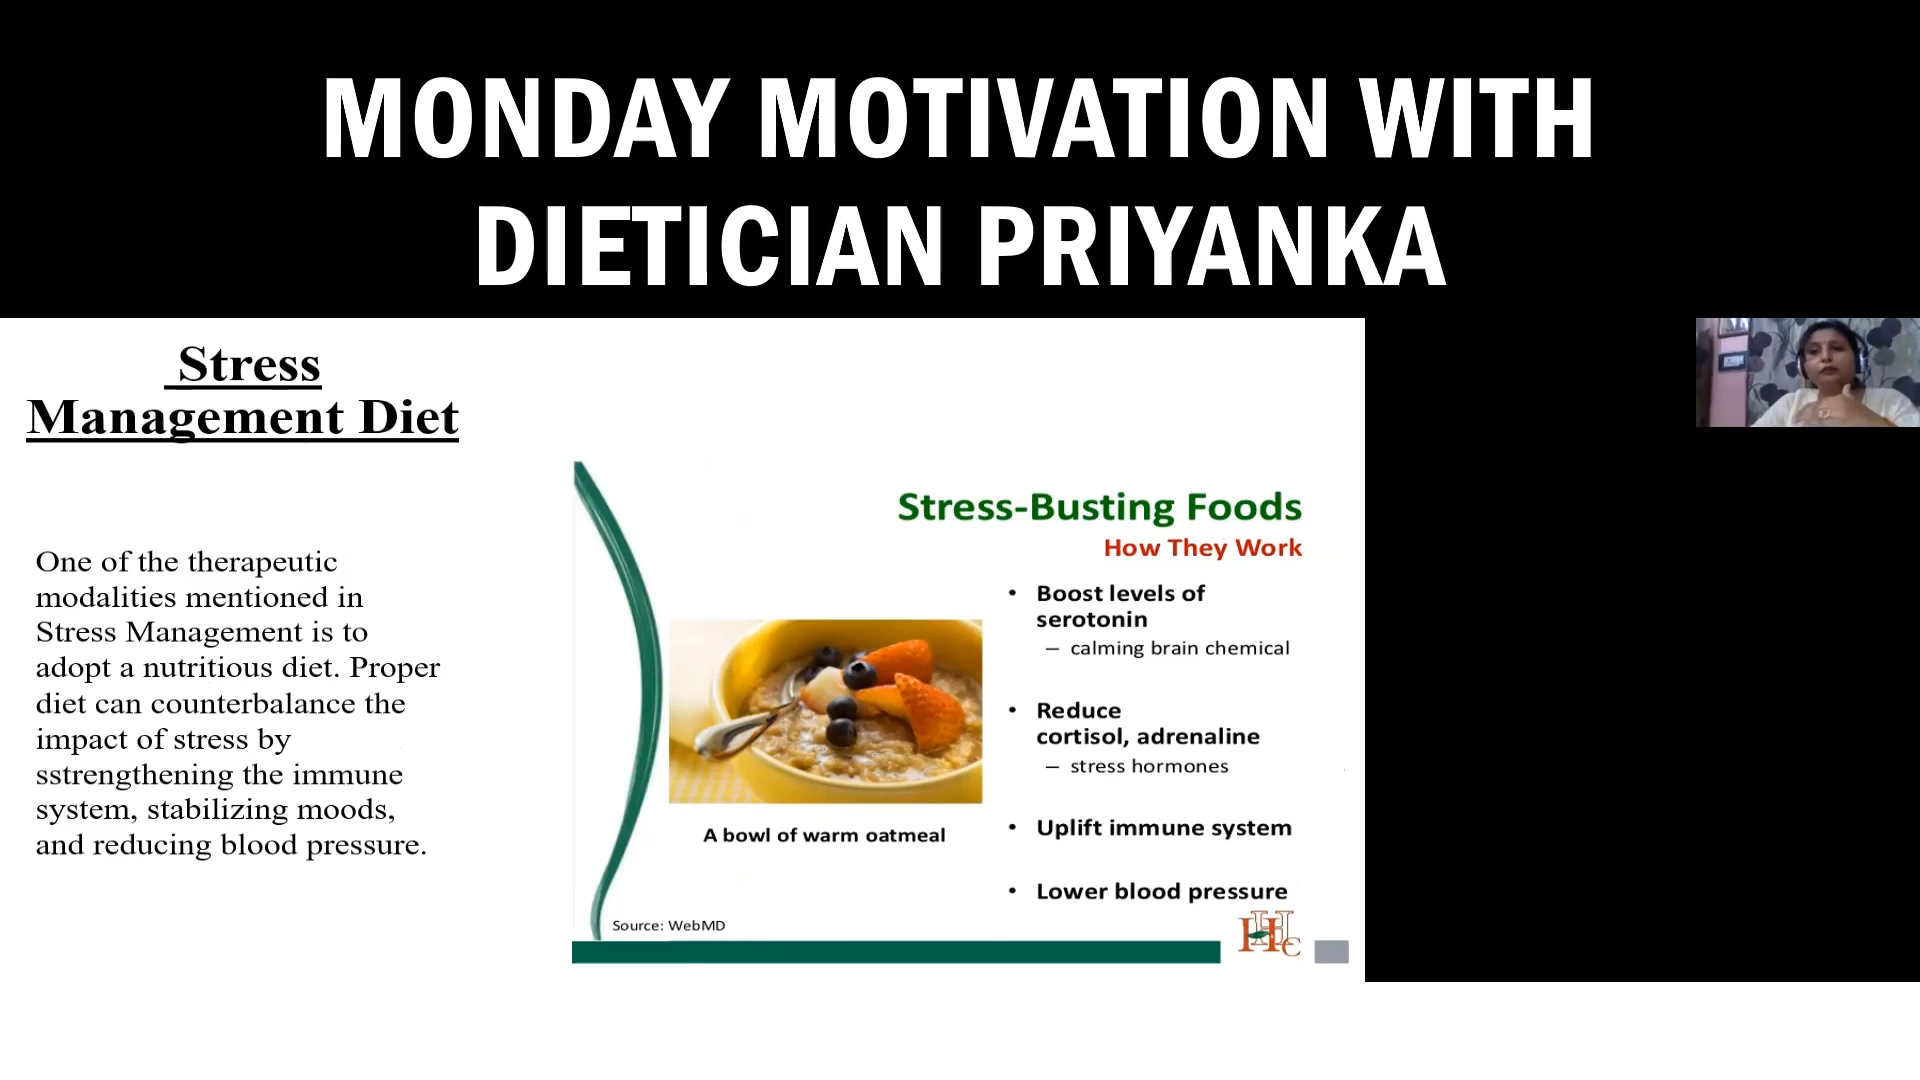 MONDAY MOTIVATION WITH
DIETICIAN PRIYANKA
Stress
Management Diet
One of the therapeutic
modalities mentioned in
Stress Management is to
adopt a nutritious diet. Proper
diet can counterbalance the
impact of stress by
sstrengthening the immune
system, stabilizing moods,
and reducing blood pressure.
Stress-Busting Foods
How They Work
• Boost levels of
serotonin
– calming brain chemical
• Reduce
cortisol, adrenaline
– stress hormones
• Uplift immune system
• Lower blood pressure
A bowl of warm oatmeal
Source: WebMD
HHC